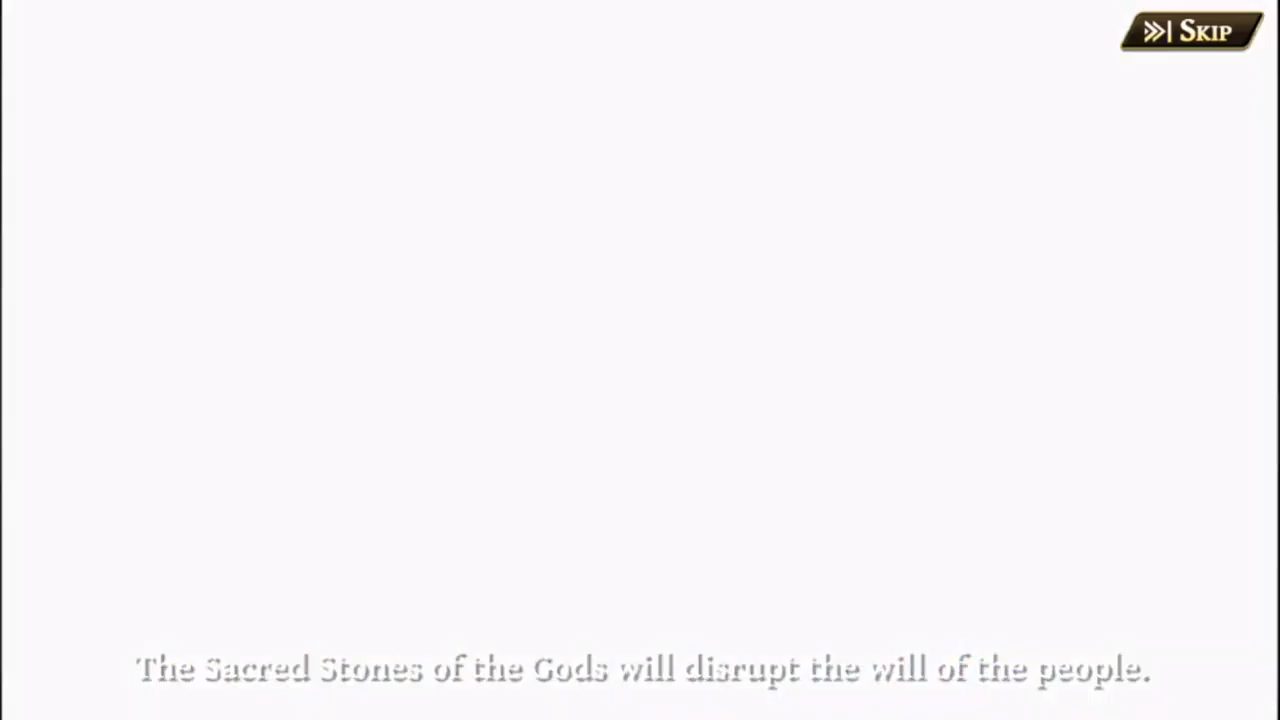 SKIP
The Sacred Stones of the Gods will disrupt the will of the people.